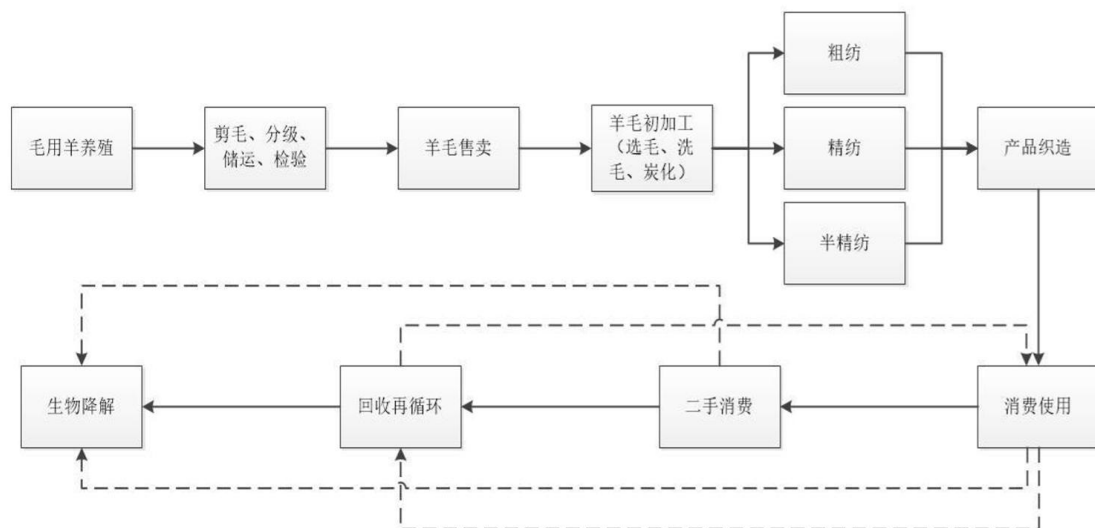 毛用羊养殖
剪毛、分级、
储运、检验
羊毛售卖
羊毛初加工
（选毛、洗
毛、炭化）
粗纺
精纺
半精纺
产品织造
生物降解
回收再循环
二手消费
消费使用